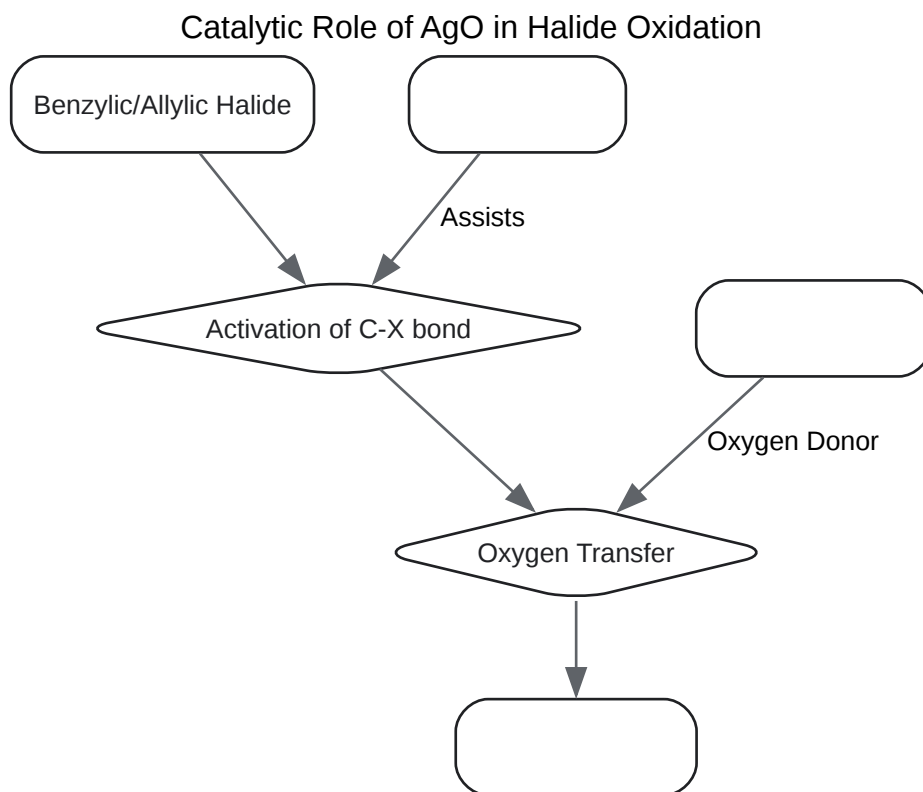 Catalytic Role of AgO in Halide Oxidation
Benzylic/Allylic Halide
Assists
Activation of C-X bond
Oxygen Donor
Oxygen Transfer